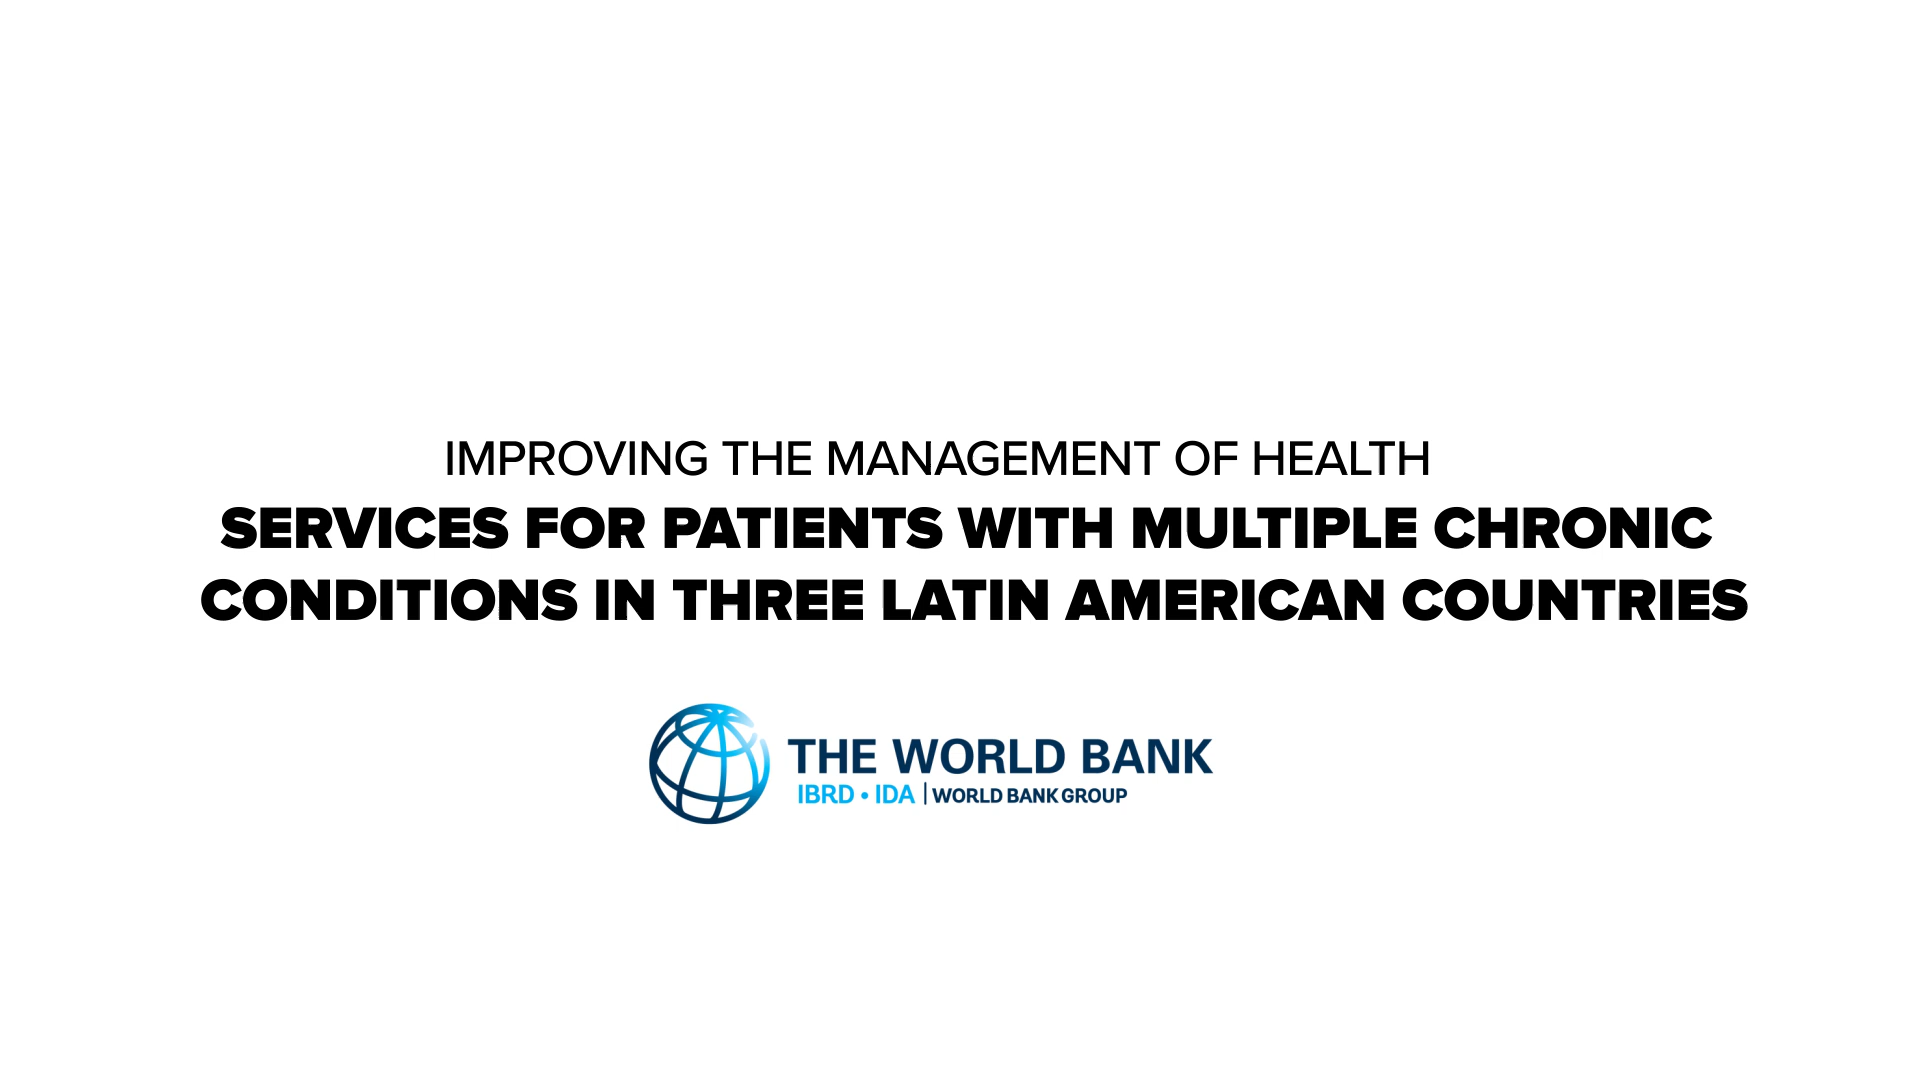 IMPROVING THE MANAGEMENT OF HEALTH
SERVICES FOR PATIENTS WITH MULTIPLE CHRONIC
CONDITIONS IN THREE LATIN AMERICAN COUNTRIES
THE WORLD BANK
IBRD • IDA | WORLD BANK GROUP